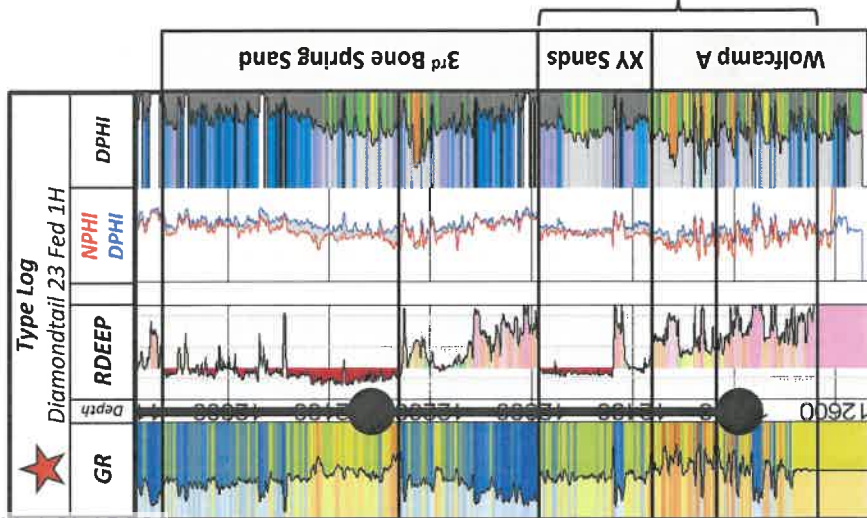 Type Log
Diamondtail 23 Fed 1H
GR
Depth
RDEEP
NPHI
DPHI
DPHI
3rd Bone Spring Sand
XY Sands
Wolfcamp A
12600